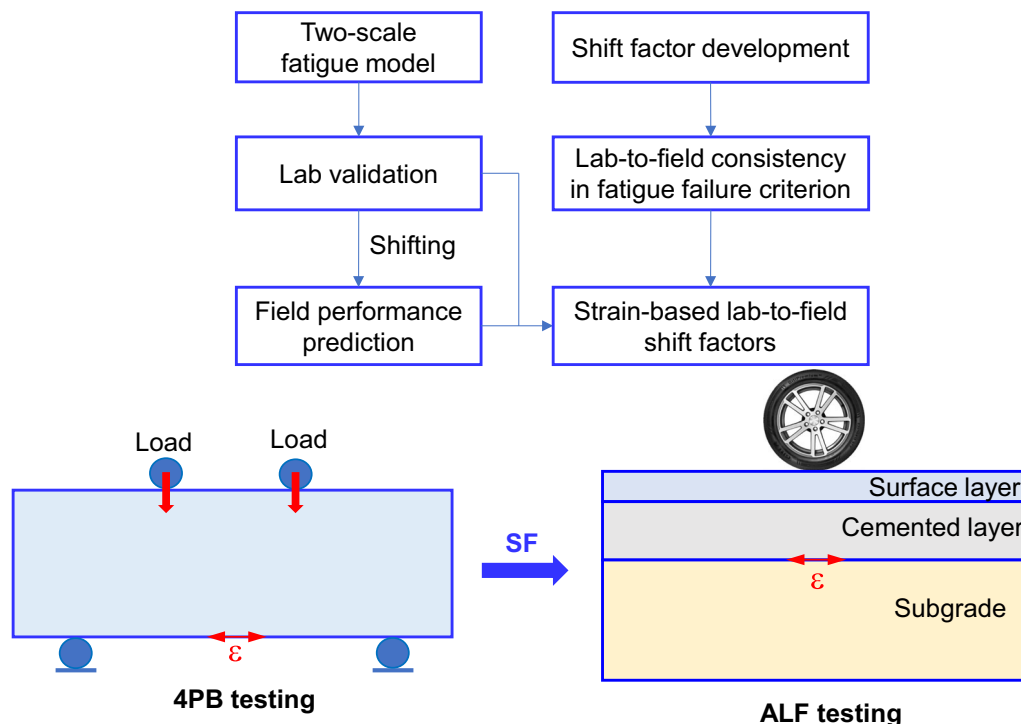 Two-scale
fatigue model
Shift factor development
Lab validation
Lab-to-field consistency
in fatigue failure criterion
Shifting
Field performance
prediction
Strain-based lab-to-field
shift factors
Load
Load
Surface layer
Cemented layer
SF
ε
Subgrade
ε
4PB testing
ALF testing